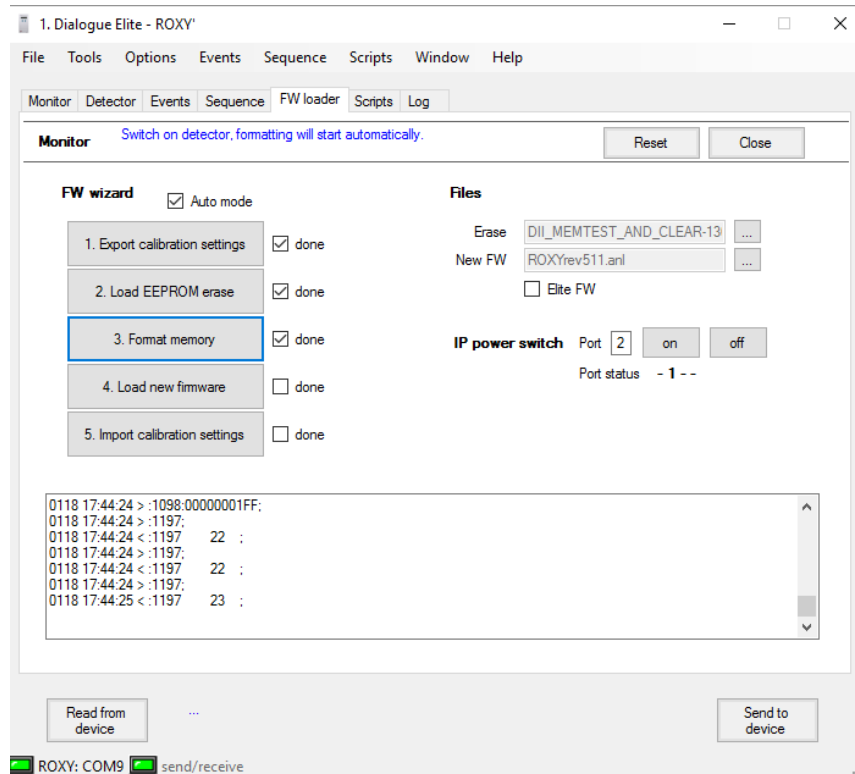 1. Dialogue Elite - ROXY'
File Tools Options Events Sequence Scripts Window Help
Monitor Detector Events Sequence FW loader Scripts Log
Monitor Switch on detector, formatting will start automatically. Reset Close
FW wizard Auto mode Files
1. Export calibration settings done Erase DII_MEMTEST_AND_CLEAR-13 ...
New FW ROXYrev511.anl ...
2. Load EEPROM erase done Elite FW
3. Format memory done IP power switch Port 2 on off
Port status - 1 - -
4. Load new firmware done
5. Import calibration settings done
0118 17:44:24 > :1098:00000001FF;
0118 17:44:24 > :1197;
0118 17:44:24 < :1197 22 ;
0118 17:44:24 > :1197;
0118 17:44:24 < :1197 22 ;
0118 17:44:24 > :1197;
0118 17:44:25 < :1197 23 ;
Read from device ... Send to device
ROXY: COM9 send/receive